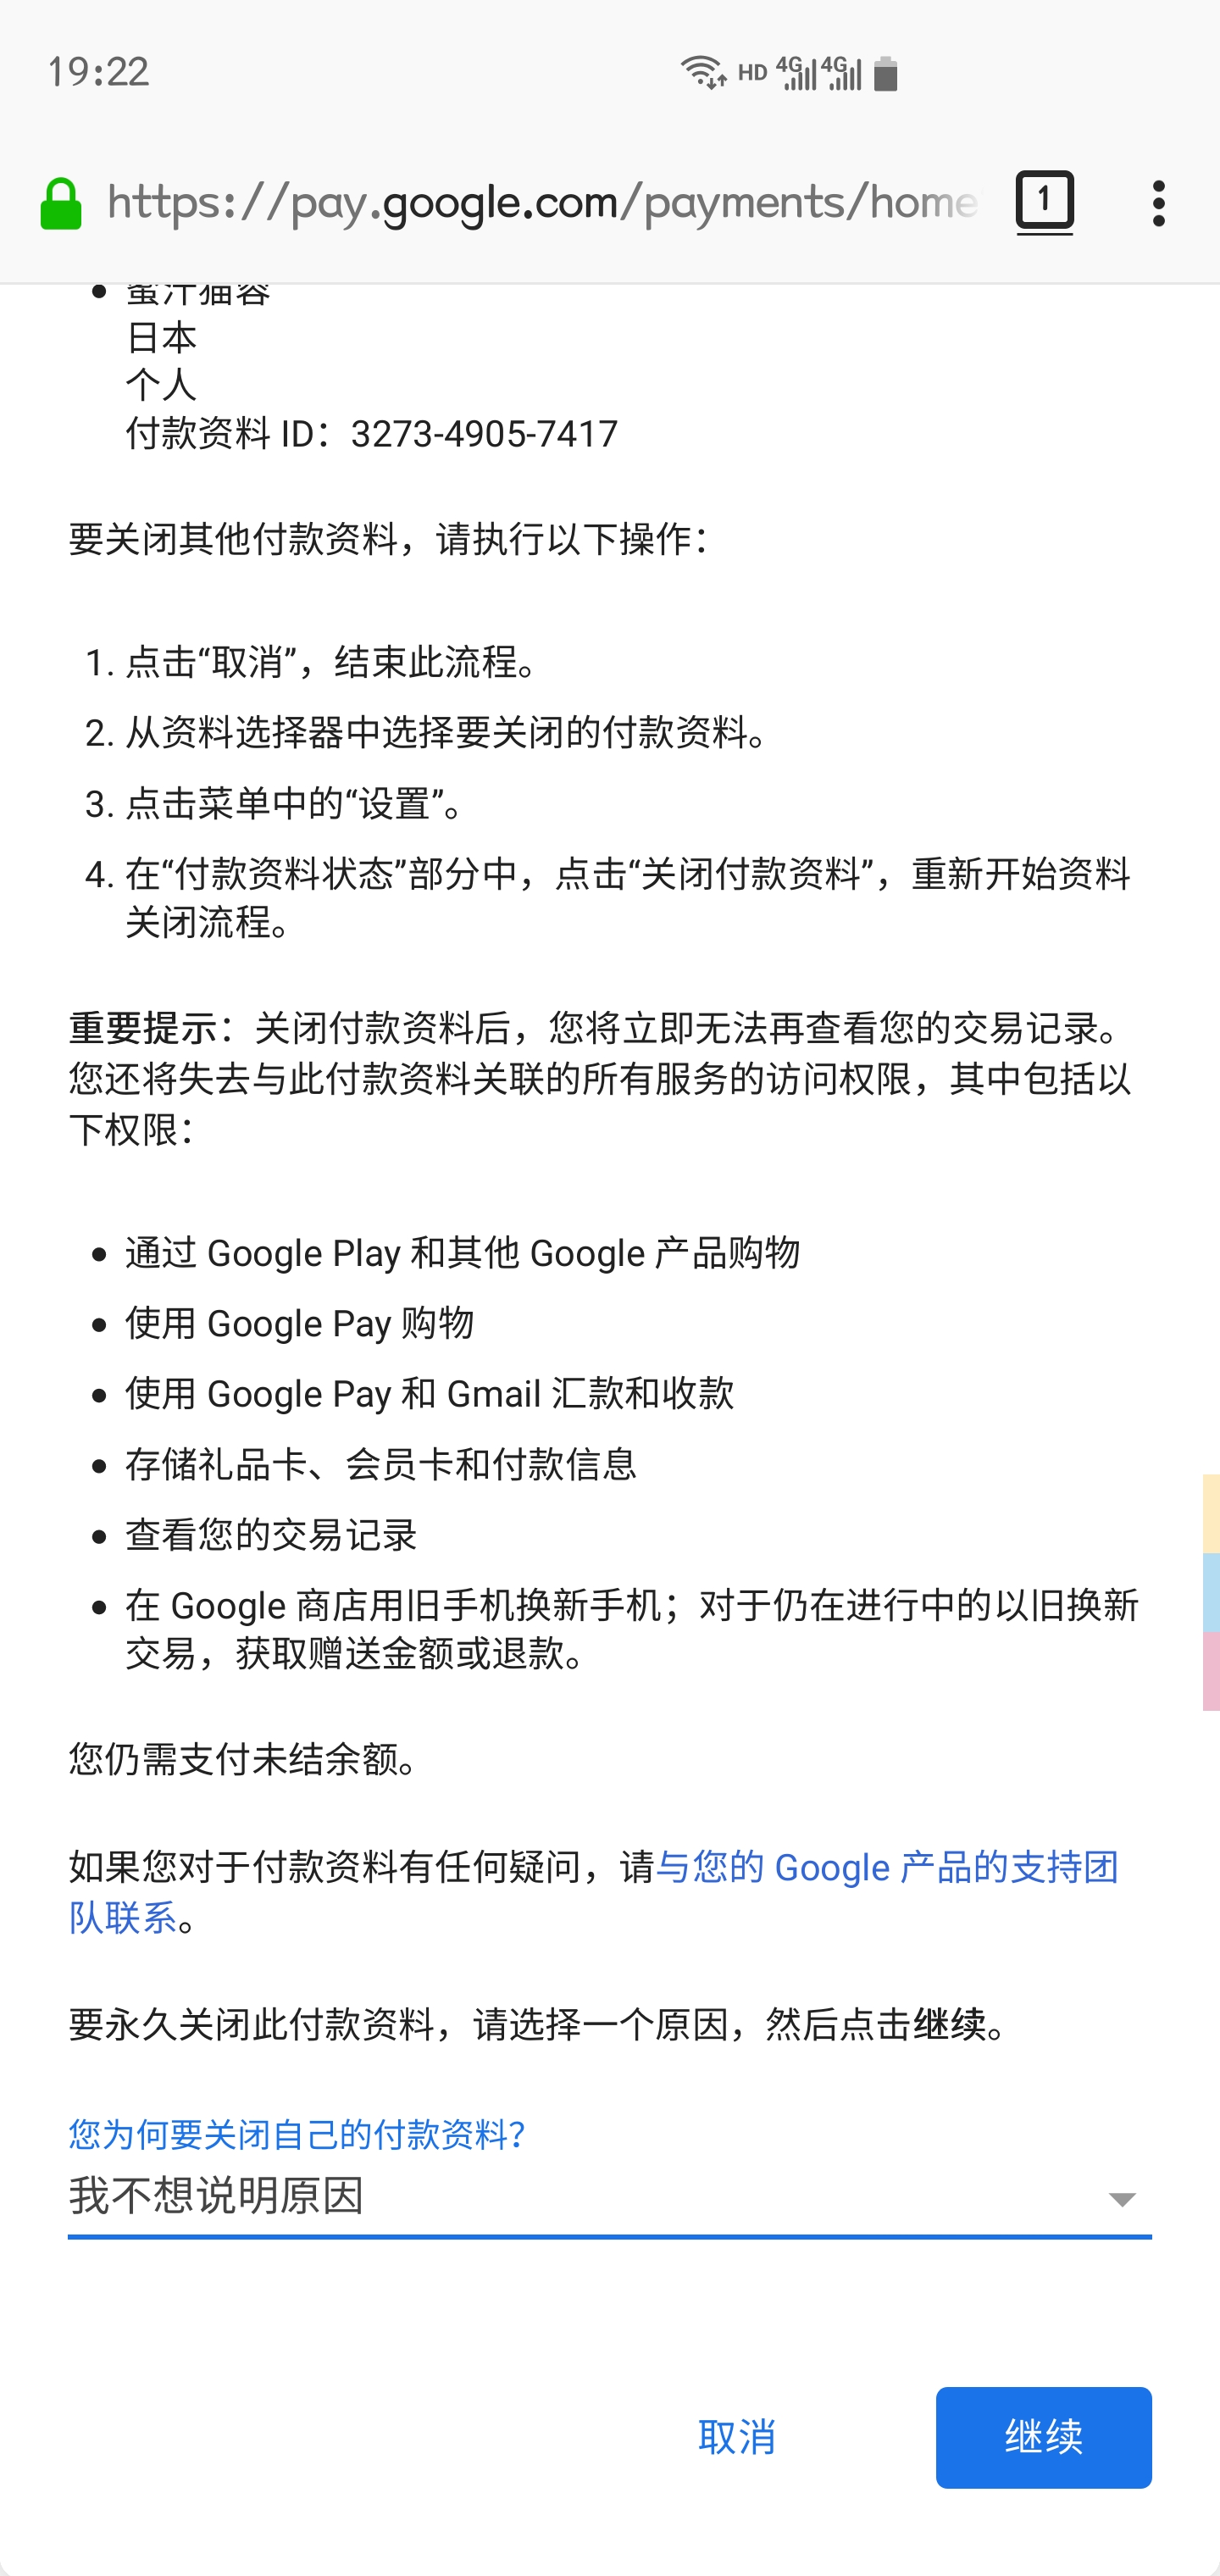 19:22
HD 4G 4G
https://pay.google.com/payments/home
1
蜜汁猫容
日本
个人
付款资料 ID：3273-4905-7417
要关闭其他付款资料，请执行以下操作：
1. 点击“取消”，结束此流程。
2. 从资料选择器中选择要关闭的付款资料。
3. 点击菜单中的“设置”。
4. 在“付款资料状态”部分中，点击“关闭付款资料”，重新开始资料
关闭流程。
重要提示：关闭付款资料后，您将立即无法再查看您的交易记录。
您还将失去与此付款资料关联的所有服务的访问权限，其中包括以
下权限：
通过 Google Play 和其他 Google 产品购物
使用 Google Pay 购物
使用 Google Pay 和 Gmail 汇款和收款
存储礼品卡、会员卡和付款信息
查看您的交易记录
在 Google 商店用旧手机换新手机；对于仍在进行中的以旧换新
交易，获取赠送金额或退款。
您仍需支付未结余额。
如果您对于付款资料有任何疑问，请与您的 Google 产品的支持团
队联系。
要永久关闭此付款资料，请选择一个原因，然后点击继续。
您为何要关闭自己的付款资料？
我不想说明原因
取消
继续